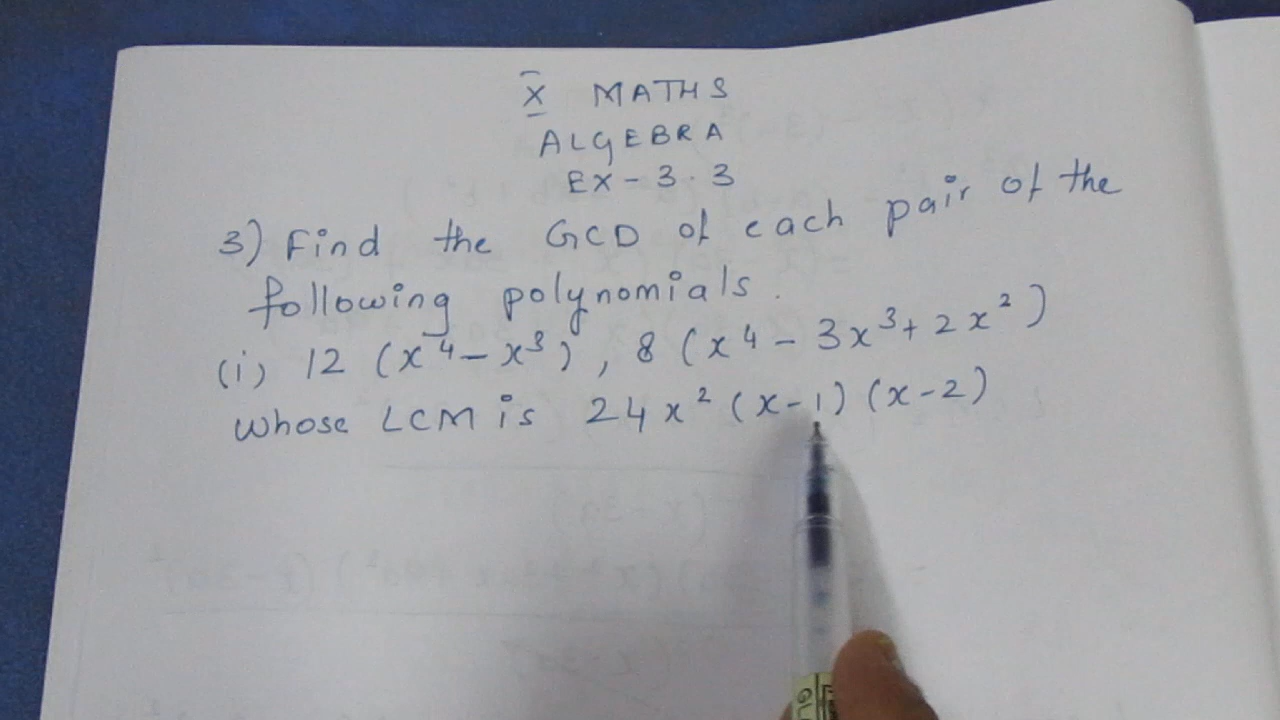 X MATHS
ALGEBRA
EX-3.3
3) Find the GCD of each pair of the
following polynomials.
(i) 12 (x⁴ - x³), 8 (x⁴ - 3x³ + 2x²)
whose LCM is 24x² (x-1) (x-2)